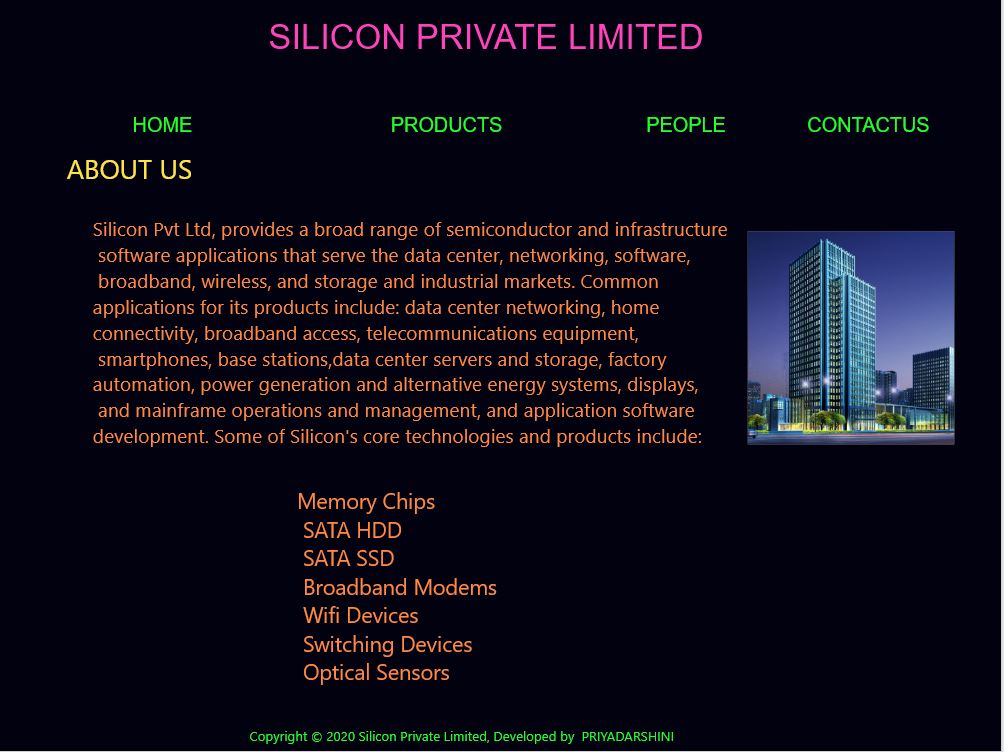 SILICON PRIVATE LIMITED
HOME PRODUCTS PEOPLE CONTACTUS
ABOUT US
Silicon Pvt Ltd, provides a broad range of semiconductor and infrastructure
software applications that serve the data center, networking, software,
broadband, wireless, and storage and industrial markets. Common
applications for its products include: data center networking, home
connectivity, broadband access, telecommunications equipment,
smartphones, base stations,data center servers and storage, factory
automation, power generation and alternative energy systems, displays,
and mainframe operations and management, and application software
development. Some of Silicon's core technologies and products include:
Memory Chips
SATA HDD
SATA SSD
Broadband Modems
Wifi Devices
Switching Devices
Optical Sensors
Copyright © 2020 Silicon Private Limited, Developed by PRIYADARSHINI